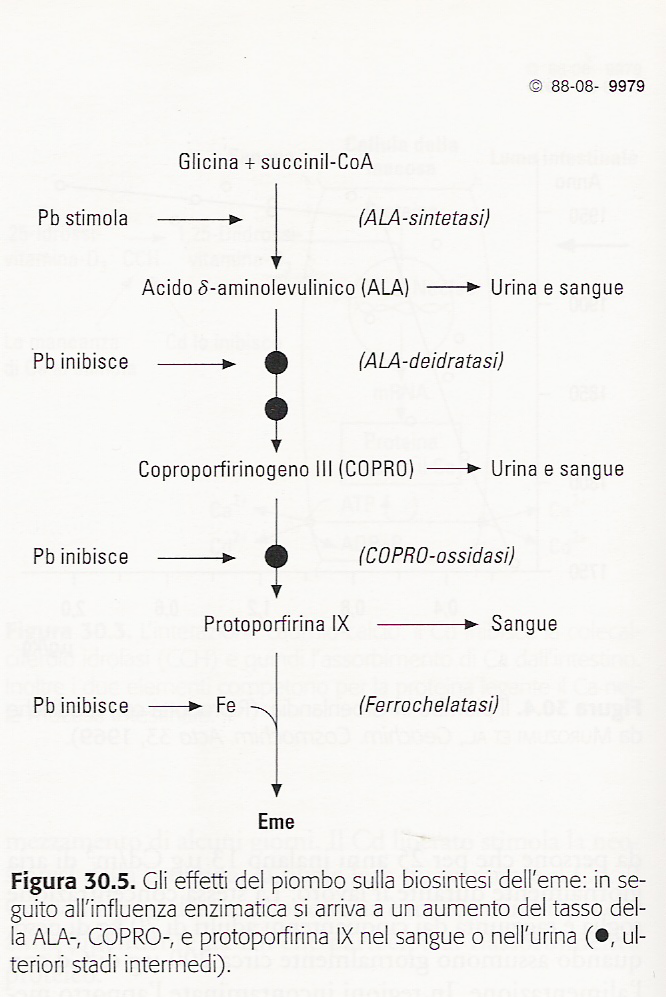 © 88-08- 9979
Glicina + succinil-CoA
Pb stimola (ALA-sintetasi)
Acido δ-aminolevulinico (ALA) Urina e sangue
Pb inibisce (ALA-deidratasi)
Coproporfirinogeno III (COPRO) Urina e sangue
Pb inibisce (COPRO-ossidasi)
Protoporfirina IX Sangue
Pb inibisce Fe (Ferrochelatasi)
Eme
Figura 30.5. Gli effetti del piombo sulla biosintesi dell'eme: in se-
guito all'influenza enzimatica si arriva a un aumento del tasso del-
la ALA-, COPRO-, e protoporfirina IX nel sangue o nell'urina (●, ul-
teriori stadi intermedi).